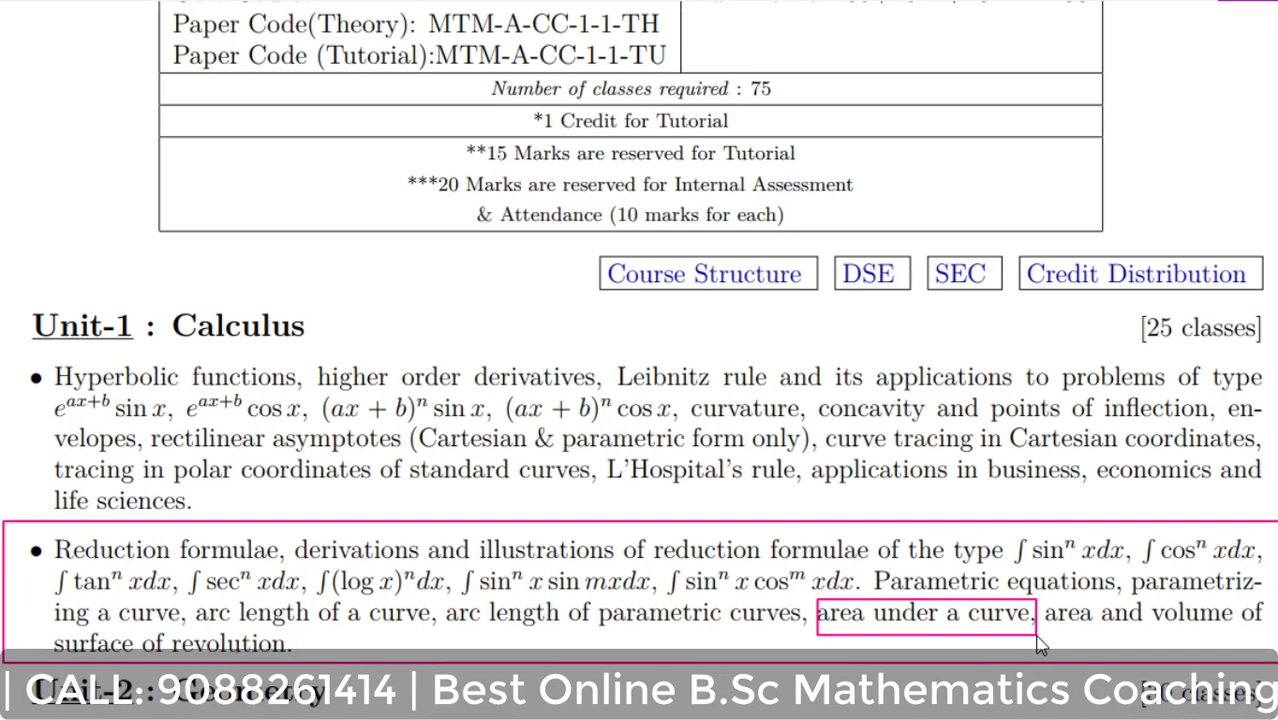 Paper Code(Theory): MTM-A-CC-1-1-TH
Paper Code (Tutorial):MTM-A-CC-1-1-TU
Number of classes required : 75
*1 Credit for Tutorial
**15 Marks are reserved for Tutorial
***20 Marks are reserved for Internal Assessment
& Attendance (10 marks for each)
Course Structure DSE SEC Credit Distribution
Unit-1 : Calculus [25 classes]
• Hyperbolic functions, higher order derivatives, Leibnitz rule and its applications to problems of type
e^{ax+b} sin x, e^{ax+b} cos x, (ax + b)^n sin x, (ax + b)^n cos x, curvature, concavity and points of inflection, en-
velopes, rectilinear asymptotes (Cartesian & parametric form only), curve tracing in Cartesian coordinates,
tracing in polar coordinates of standard curves, L'Hospital's rule, applications in business, economics and
life sciences.
• Reduction formulae, derivations and illustrations of reduction formulae of the type ∫ sin^n xdx, ∫ cos^n xdx,
∫ tan^n xdx, ∫ sec^n xdx, ∫(log x)^n dx, ∫ sin^n x sin mxdx, ∫ sin^n x cos^m xdx. Parametric equations, parametriz-
ing a curve, arc length of a curve, arc length of parametric curves, area under a curve, area and volume of
surface of revolution.
| CALL: 9088261414 | Best Online B.Sc Mathematics Coaching
Unit-2 : Geometry classes]